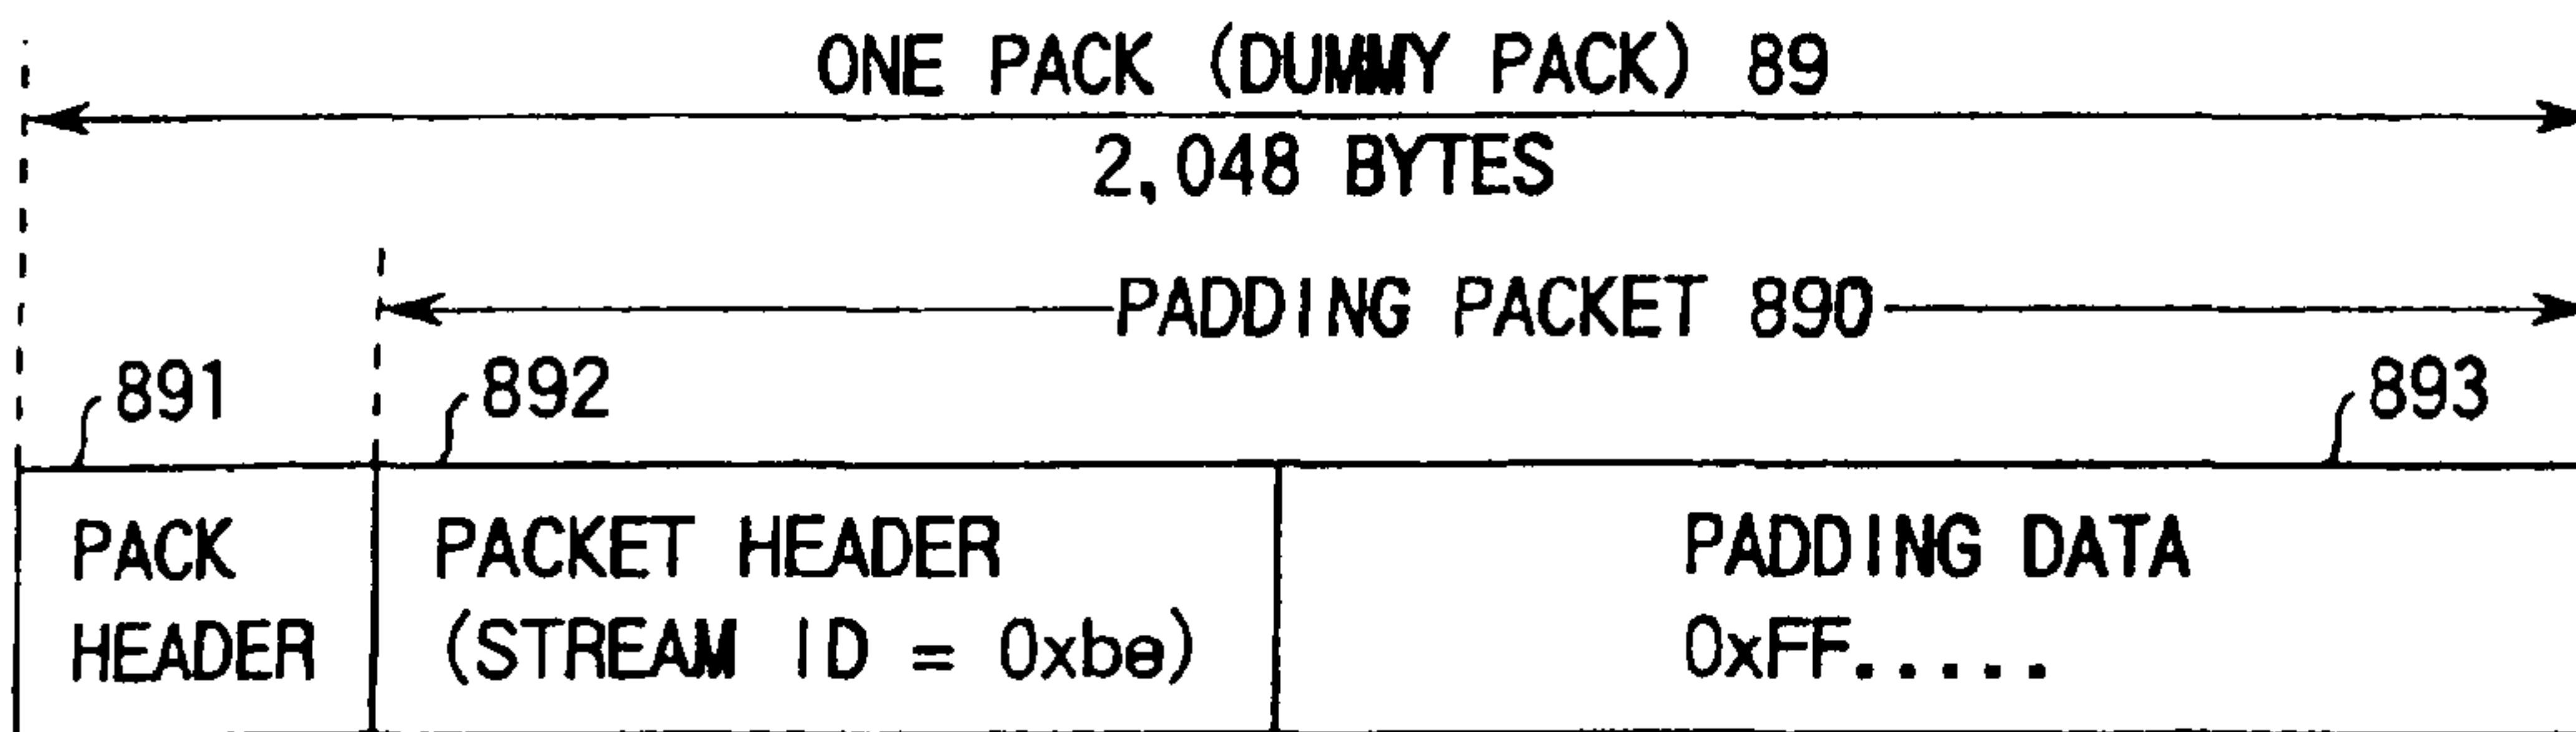 ONE PACK (DUMMY PACK) 89
2,048 BYTES
PADDING PACKET 890
891
892
893
PACK
HEADER
PACKET HEADER
(STREAM ID = 0xbe)
PADDING DATA
0xFF.....